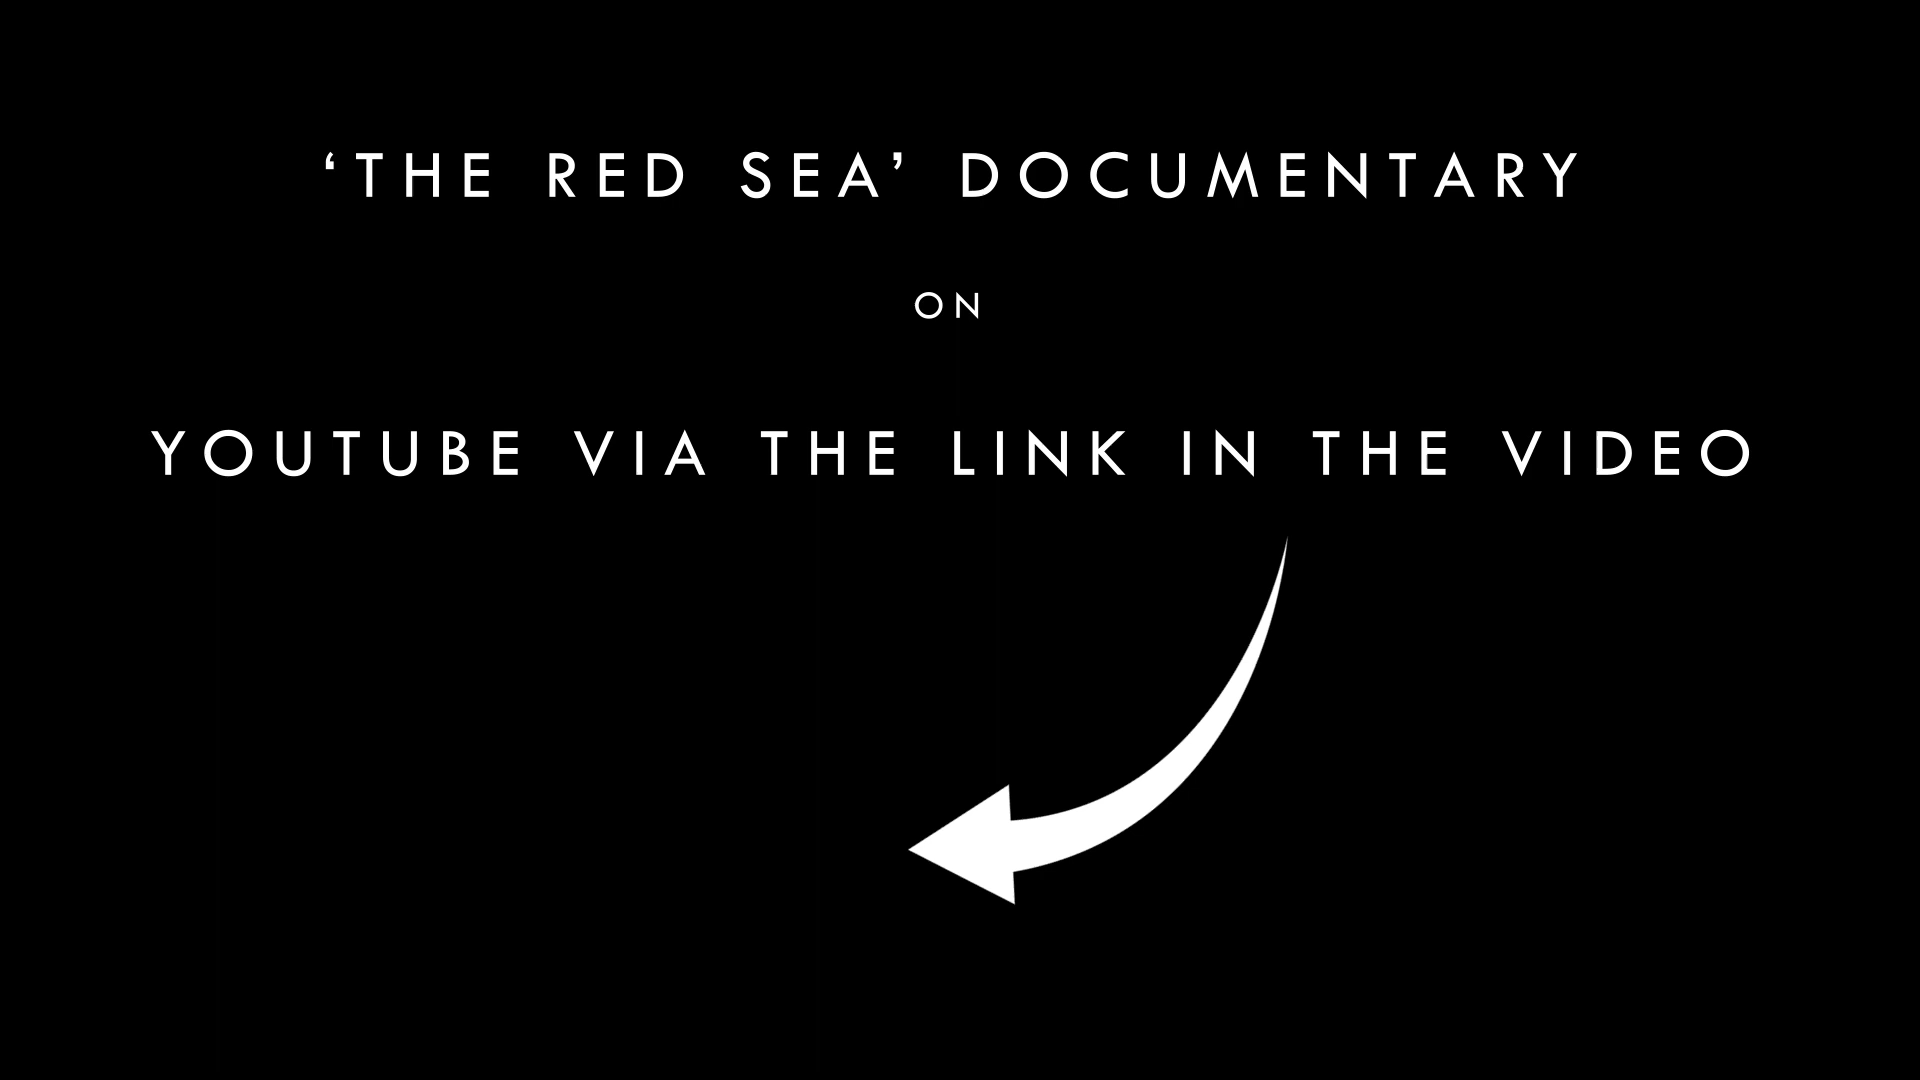 ‘THE RED SEA’ DOCUMENTARY
ON
YOUTUBE VIA THE LINK IN THE VIDEO